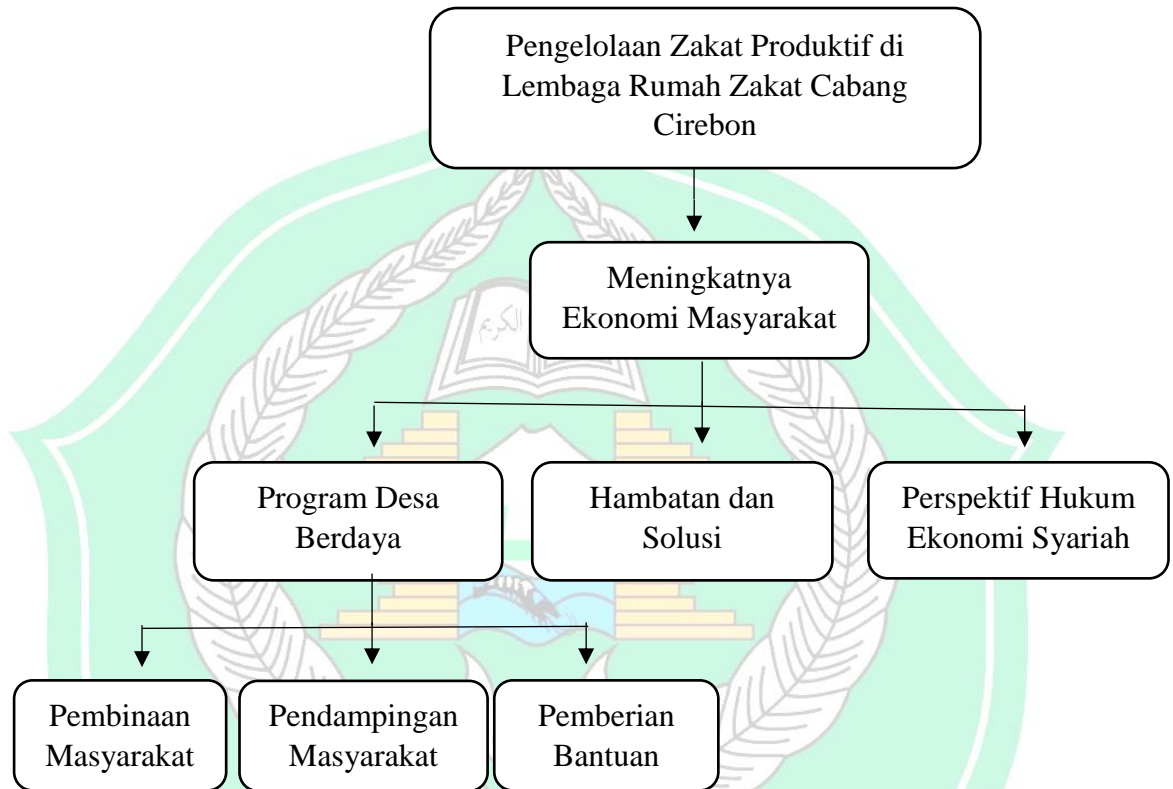 Pengelolaan Zakat Produktif di
Lembaga Rumah Zakat Cabang
Cirebon
Meningkatnya
Ekonomi Masyarakat
الكريم
Program Desa
Berdaya
Hambatan dan
Solusi
Perspektif Hukum
Ekonomi Syariah
Pembinaan
Masyarakat
Pendampingan
Masyarakat
Pemberian
Bantuan